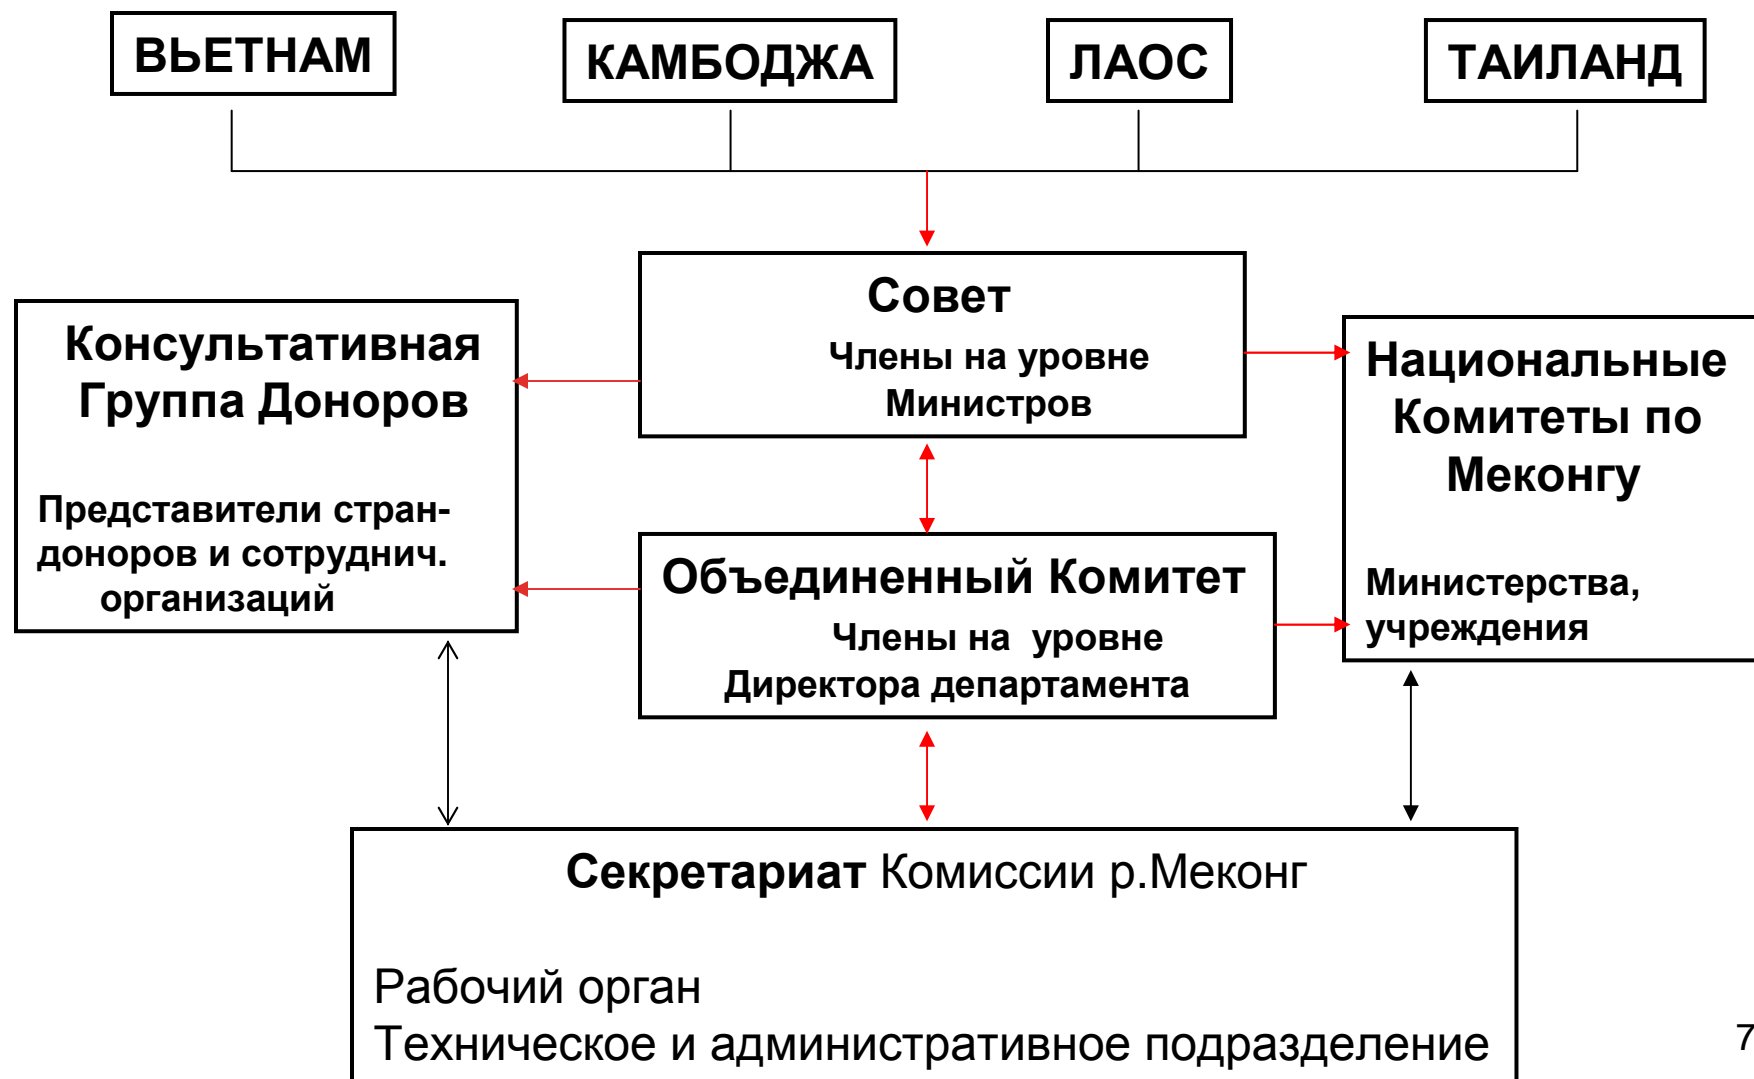 ВЬЕТНАМ
КАМБОДЖА
ЛАОС
ТАИЛАНД
Совет
Члены на уровне
Министров
Консультативная
Группа Доноров
Представители стран-
доноров и сотруднич.
организаций
Национальные
Комитеты по
Меконгу
Министерства,
учреждения
Объединенный Комитет
Члены на уровне
Директора департамента
Секретариат Комиссии р.Меконг
Рабочий орган
Техническое и административное подразделение
7